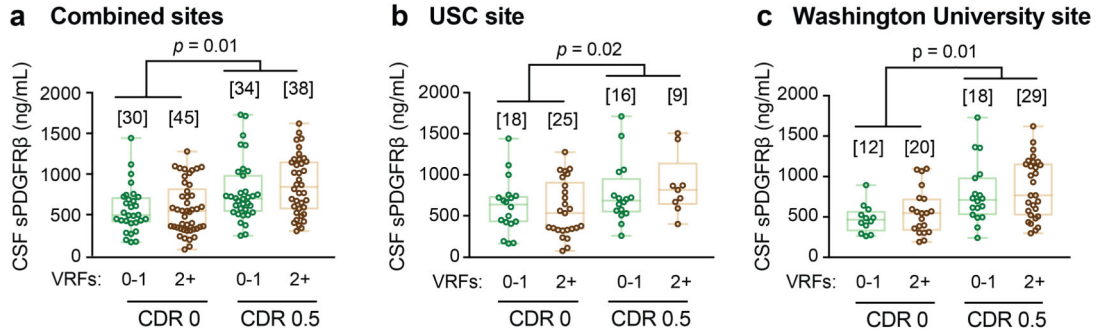 a Combined sites
p = 0.01
[34] [38]
[30] [45]
CSF sPDGFRβ (ng/mL)
2000
1500
1000
500
0
VRFs: 0-1 2+ 0-1 2+
CDR 0 CDR 0.5
b USC site
p = 0.02
[16] [9]
[18] [25]
CSF sPDGFRβ (ng/mL)
2000
1500
1000
500
0
0-1 2+ 0-1 2+
CDR 0 CDR 0.5
c Washington University site
p = 0.01
[18] [29]
[12] [20]
CSF sPDGFRβ (ng/mL)
2000
1500
1000
500
0
VRFs: 0-1 2+ 0-1 2+
CDR 0 CDR 0.5